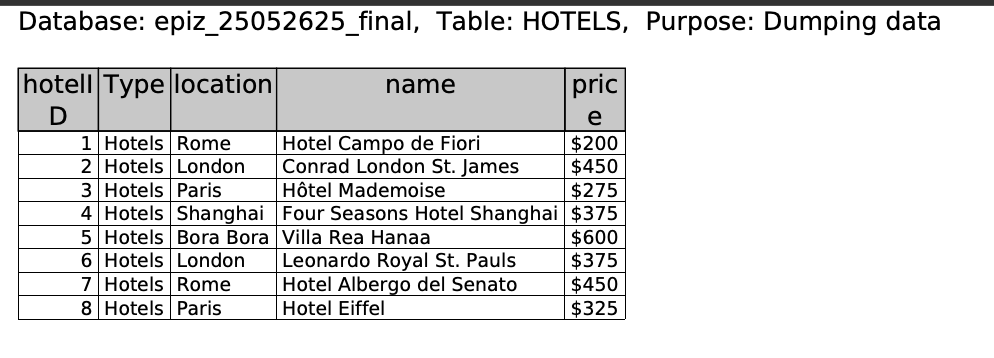 Database: epiz_25052625_final, Table: HOTELS, Purpose: Dumping data
hotelI Type location name pric
D e
1 Hotels Rome Hotel Campo de Fiori $200
2 Hotels London Conrad London St. James $450
3 Hotels Paris Hôtel Mademoise $275
4 Hotels Shanghai Four Seasons Hotel Shanghai $375
5 Hotels Bora Bora Villa Rea Hanaa $600
6 Hotels London Leonardo Royal St. Pauls $375
7 Hotels Rome Hotel Albergo del Senato $450
8 Hotels Paris Hotel Eiffel $325